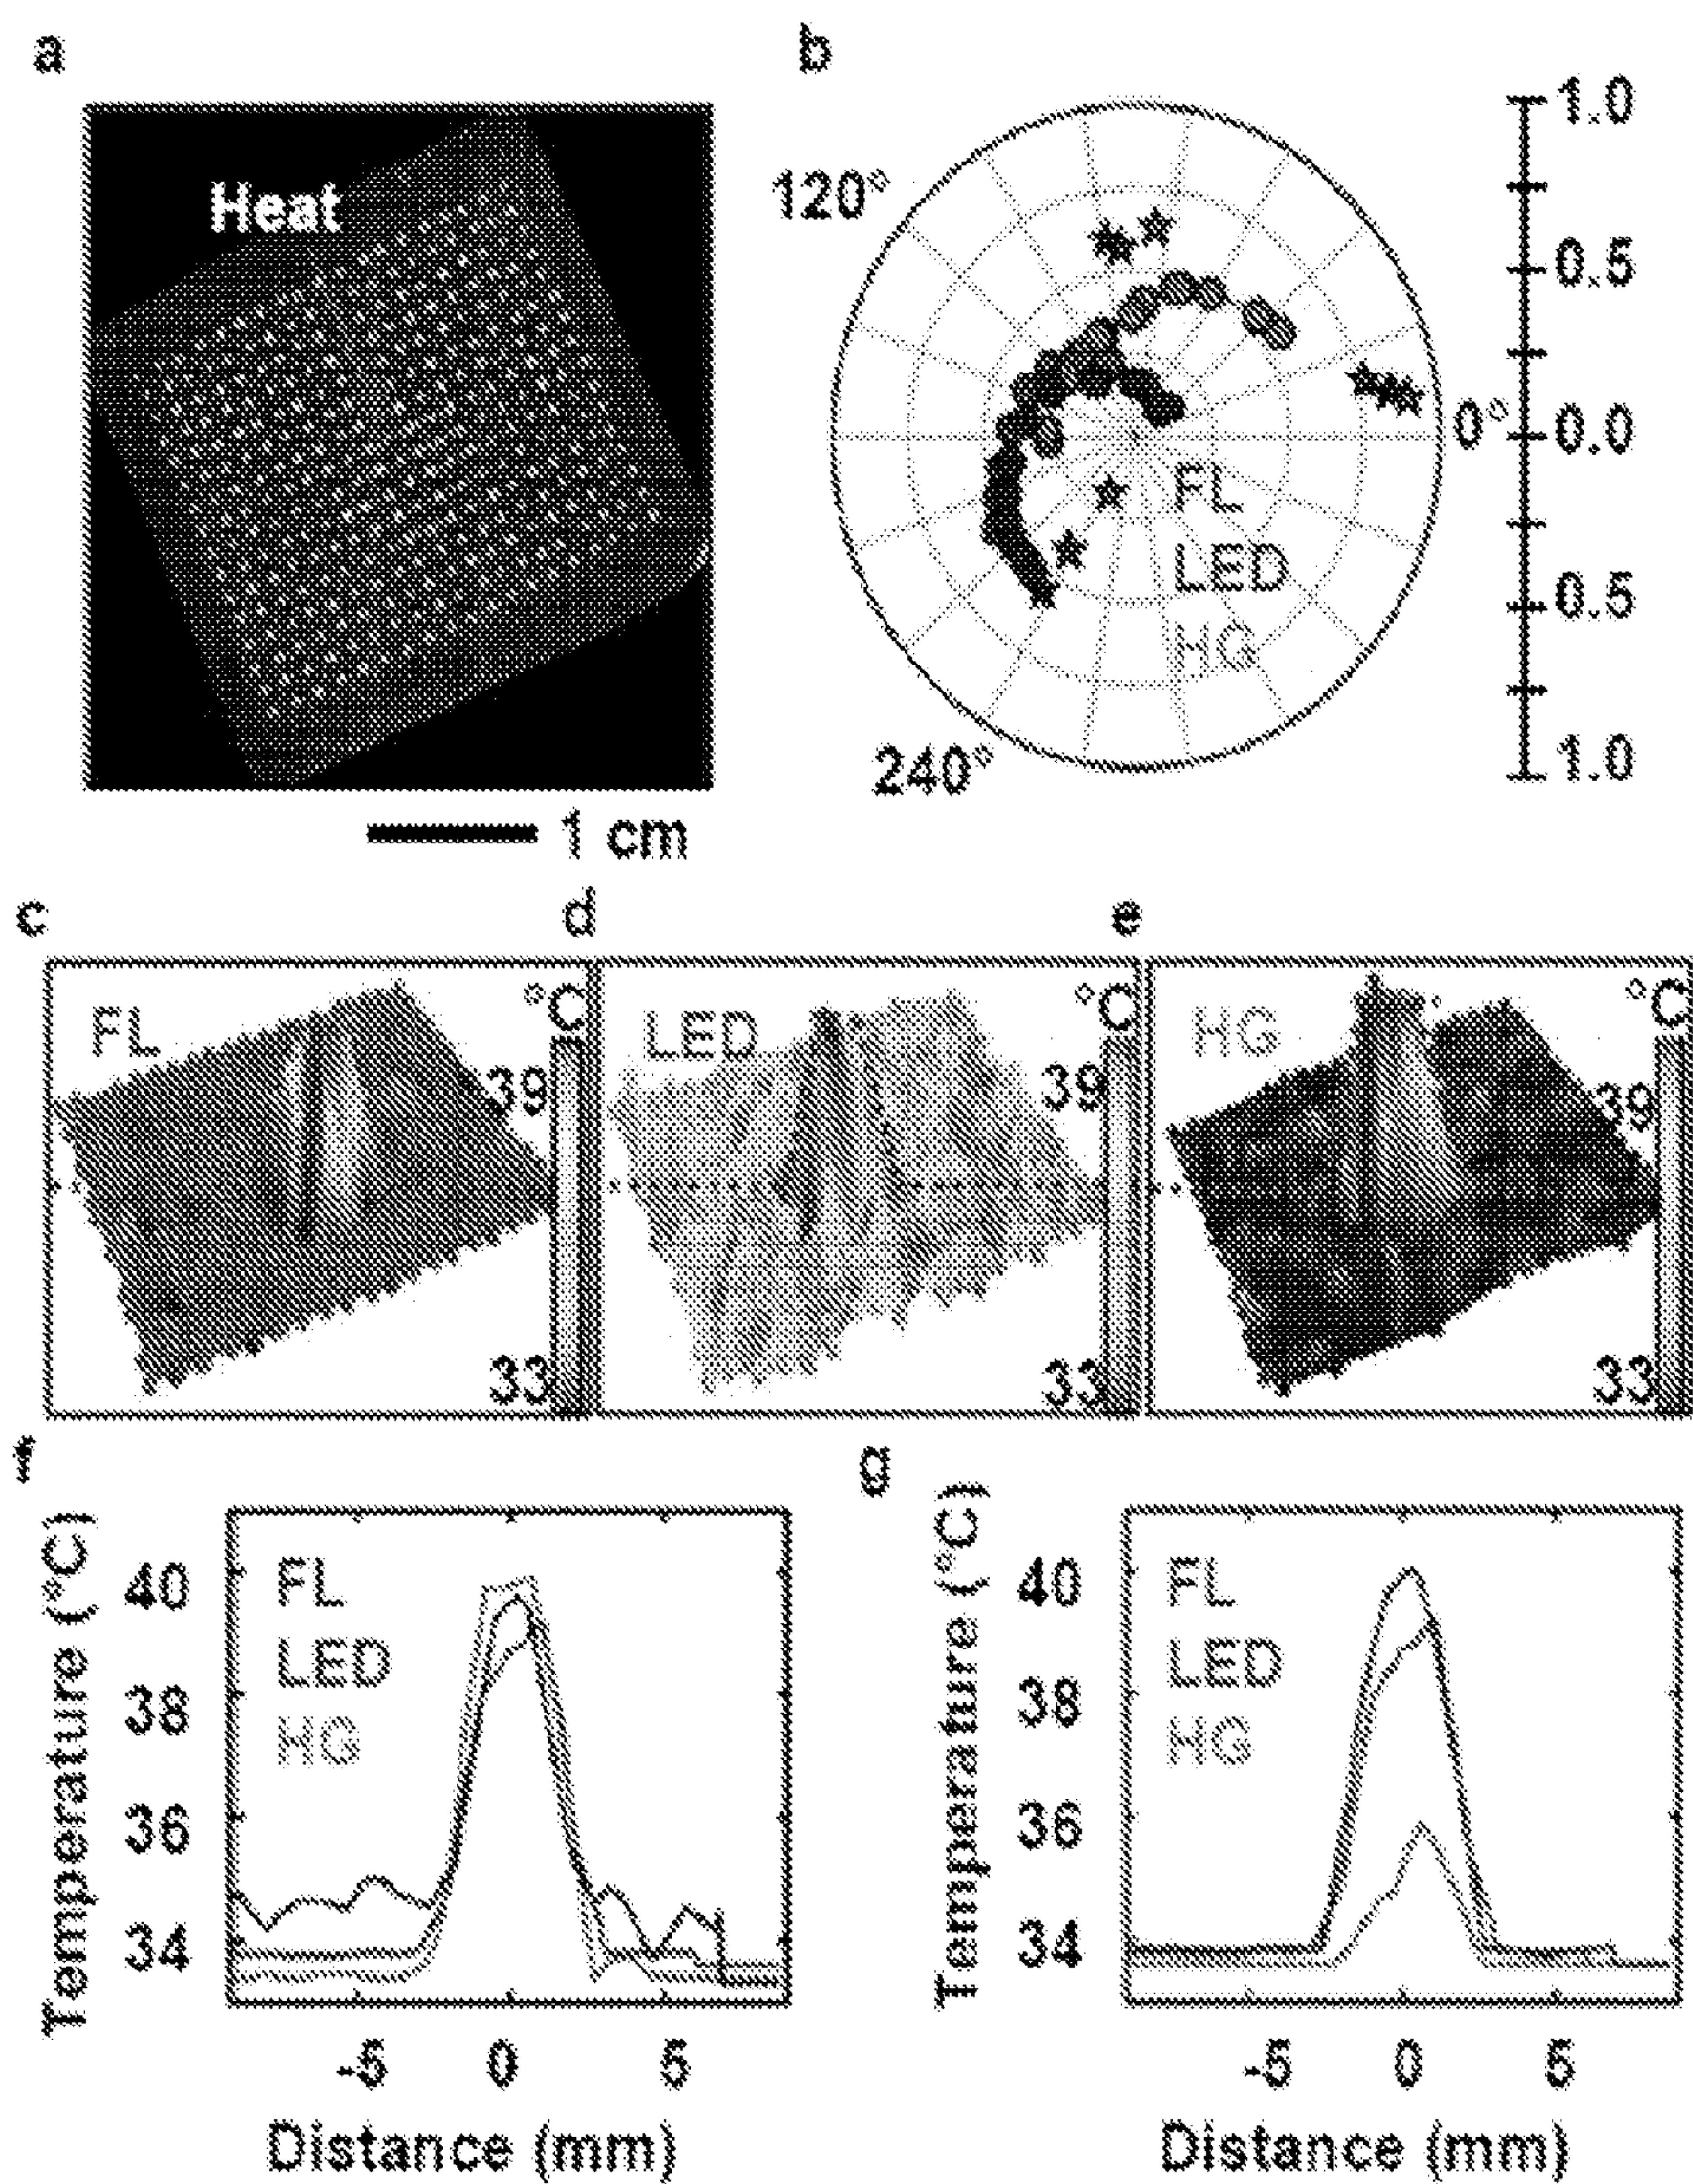 a
Heat
1 cm
b
120°
0°
240°
1.0
0.5
0.0
0.5
1.0
FL
LED
HG
c
FL
°C
39
33
d
LED
°C
39
33
e
HG
°C
39
33
f
Temperature (°C)
40
38
36
34
FL
LED
HG
-5 0 5
Distance (mm)
g
Temperature (°C)
40
38
36
34
FL
LED
HG
-5 0 5
Distance (mm)